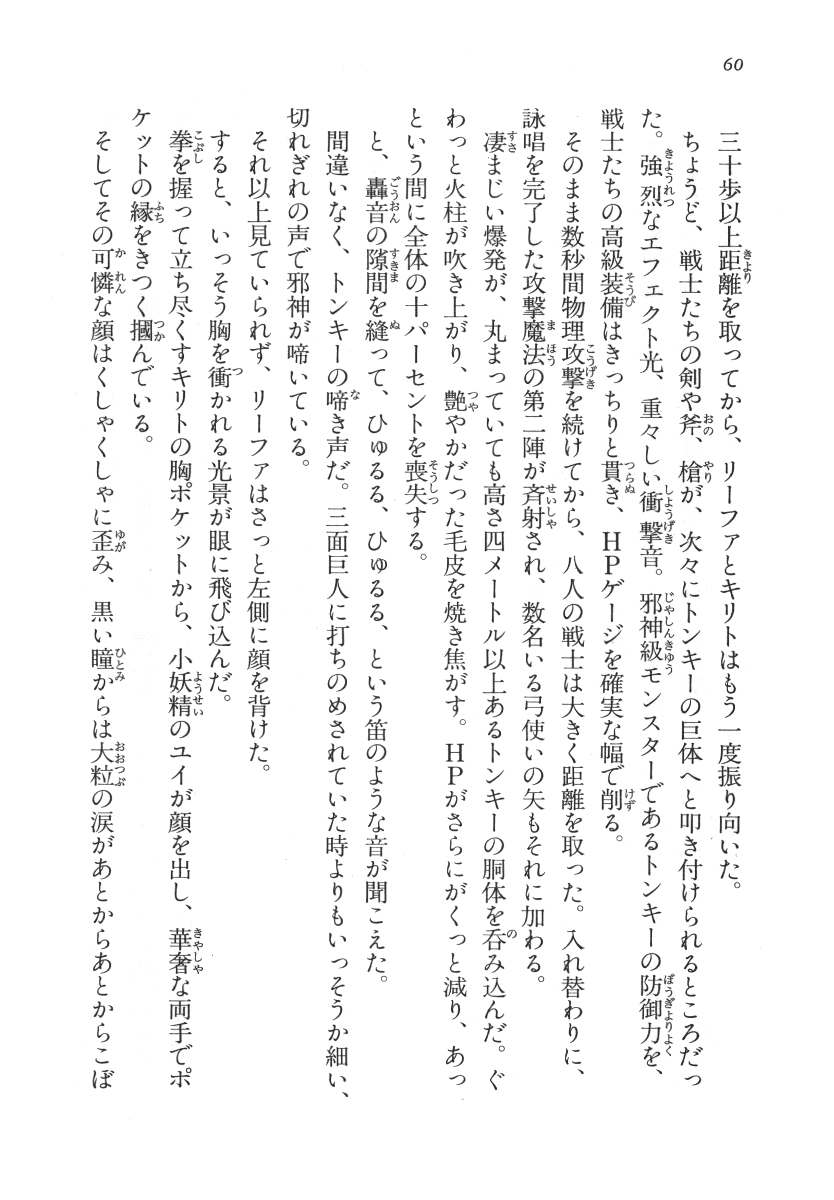 60
三十歩以上距離を取ってから、リーファとキリトはもう一度振り向いた。
ちょうど、戦士たちの剣や斧、槍が、次々にトンキーの巨体へと叩き付けられるところだっ
た。強烈なエフェクト光、重々しい衝撃音。邪神級モンスターであるトンキーの防御力を、
戦士たちの高級装備はきっちりと貫き、ＨＰゲージを確実な幅で削る。
そのまま数秒間物理攻撃を続けてから、八人の戦士は大きく距離を取った。入れ替わりに、
詠唱を完了した攻撃魔法の第二陣が斉射され、数名いる弓使いの矢もそれに加わる。
凄まじい爆発が、丸まっていても高さ四メートル以上あるトンキーの胴体を呑み込んだ。ぐ
わっと火柱が吹き上がり、艶やかだった毛皮を焼き焦がす。ＨＰがさらにがくっと減り、あっ
という間に全体の十パーセントを喪失する。
と、轟音の隙間を縫って、ひゅるる、ひゅるる、という笛のような音が聞こえた。
間違いなく、トンキーの啼き声だ。三面巨人に打ちのめされていた時よりもいっそうか細い、
切れぎれの声で邪神が啼いている。
それ以上見ていられず、リーファはさっと左側に顔を背けた。
すると、いっそう胸を衝かれる光景が眼に飛び込んだ。
拳を握って立ち尽くすキリトの胸ポケットから、小妖精のユイが顔を出し、華奢な両手でポ
ケットの縁をきつく摑んでいる。
そしてその可憐な顔はくしゃくしゃに歪み、黒い瞳からは大粒の涙があとからあとからこぼ